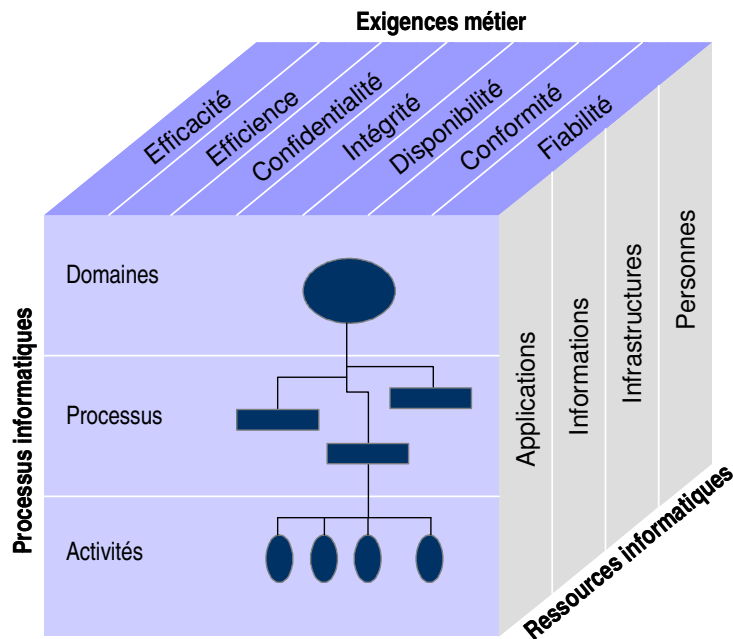 Exigences métier
Efficacité
Efficience
Confidentialité
Intégrité
Disponibilité
Conformité
Fiabilité
Processus informatiques
Domaines
Processus
Activités
Applications
Informations
Infrastructures
Personnes
Ressources informatiques